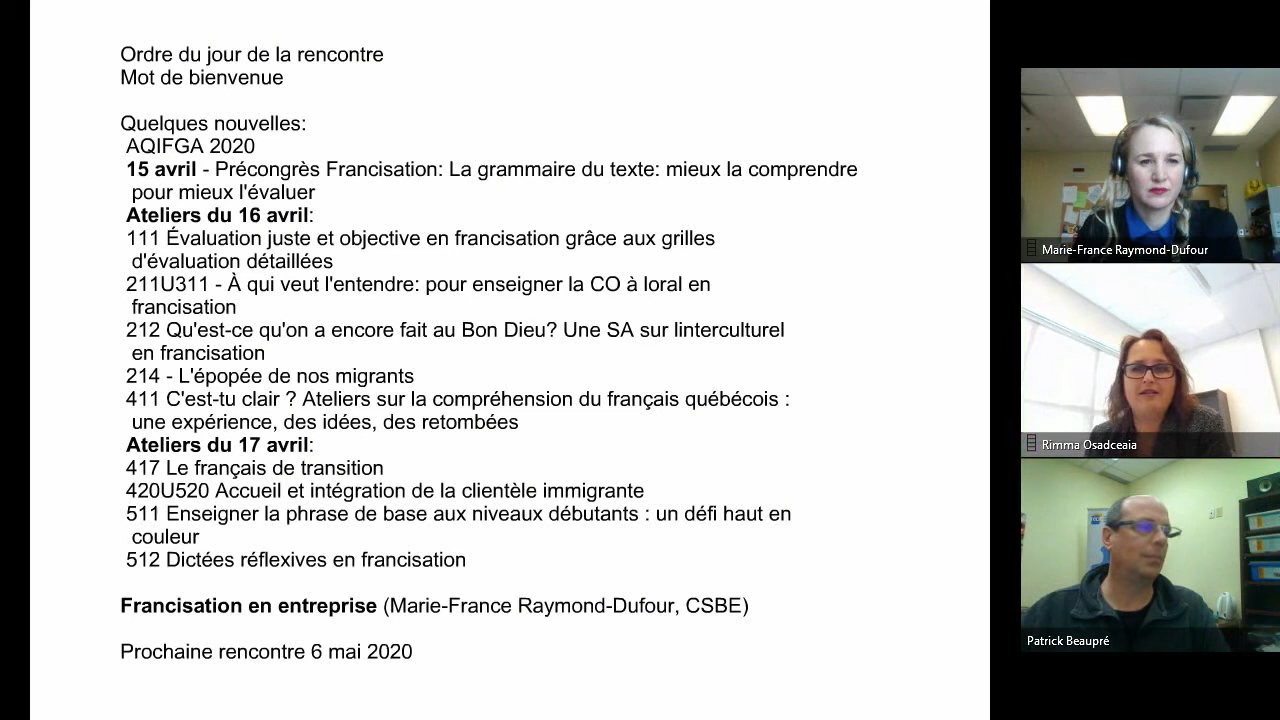 Ordre du jour de la rencontre
Mot de bienvenue
Quelques nouvelles:
AQIFGA 2020
15 avril - Précongrès Francisation: La grammaire du texte: mieux la comprendre
pour mieux l'évaluer
Ateliers du 16 avril:
111 Évaluation juste et objective en francisation grâce aux grilles
d'évaluation détaillées
211U311 - À qui veut l'entendre: pour enseigner la CO à loral en
francisation
212 Qu'est-ce qu'on a encore fait au Bon Dieu? Une SA sur linterculturel
en francisation
214 - L'épopée de nos migrants
411 C'est-tu clair ? Ateliers sur la compréhension du français québécois :
une expérience, des idées, des retombées
Ateliers du 17 avril:
417 Le français de transition
420U520 Accueil et intégration de la clientèle immigrante
511 Enseigner la phrase de base aux niveaux débutants : un défi haut en
couleur
512 Dictées réflexives en francisation
Francisation en entreprise (Marie-France Raymond-Dufour, CSBE)
Prochaine rencontre 6 mai 2020
Marie-France Raymond-Dufour
Rimma Osadceaia
Patrick Beaupré